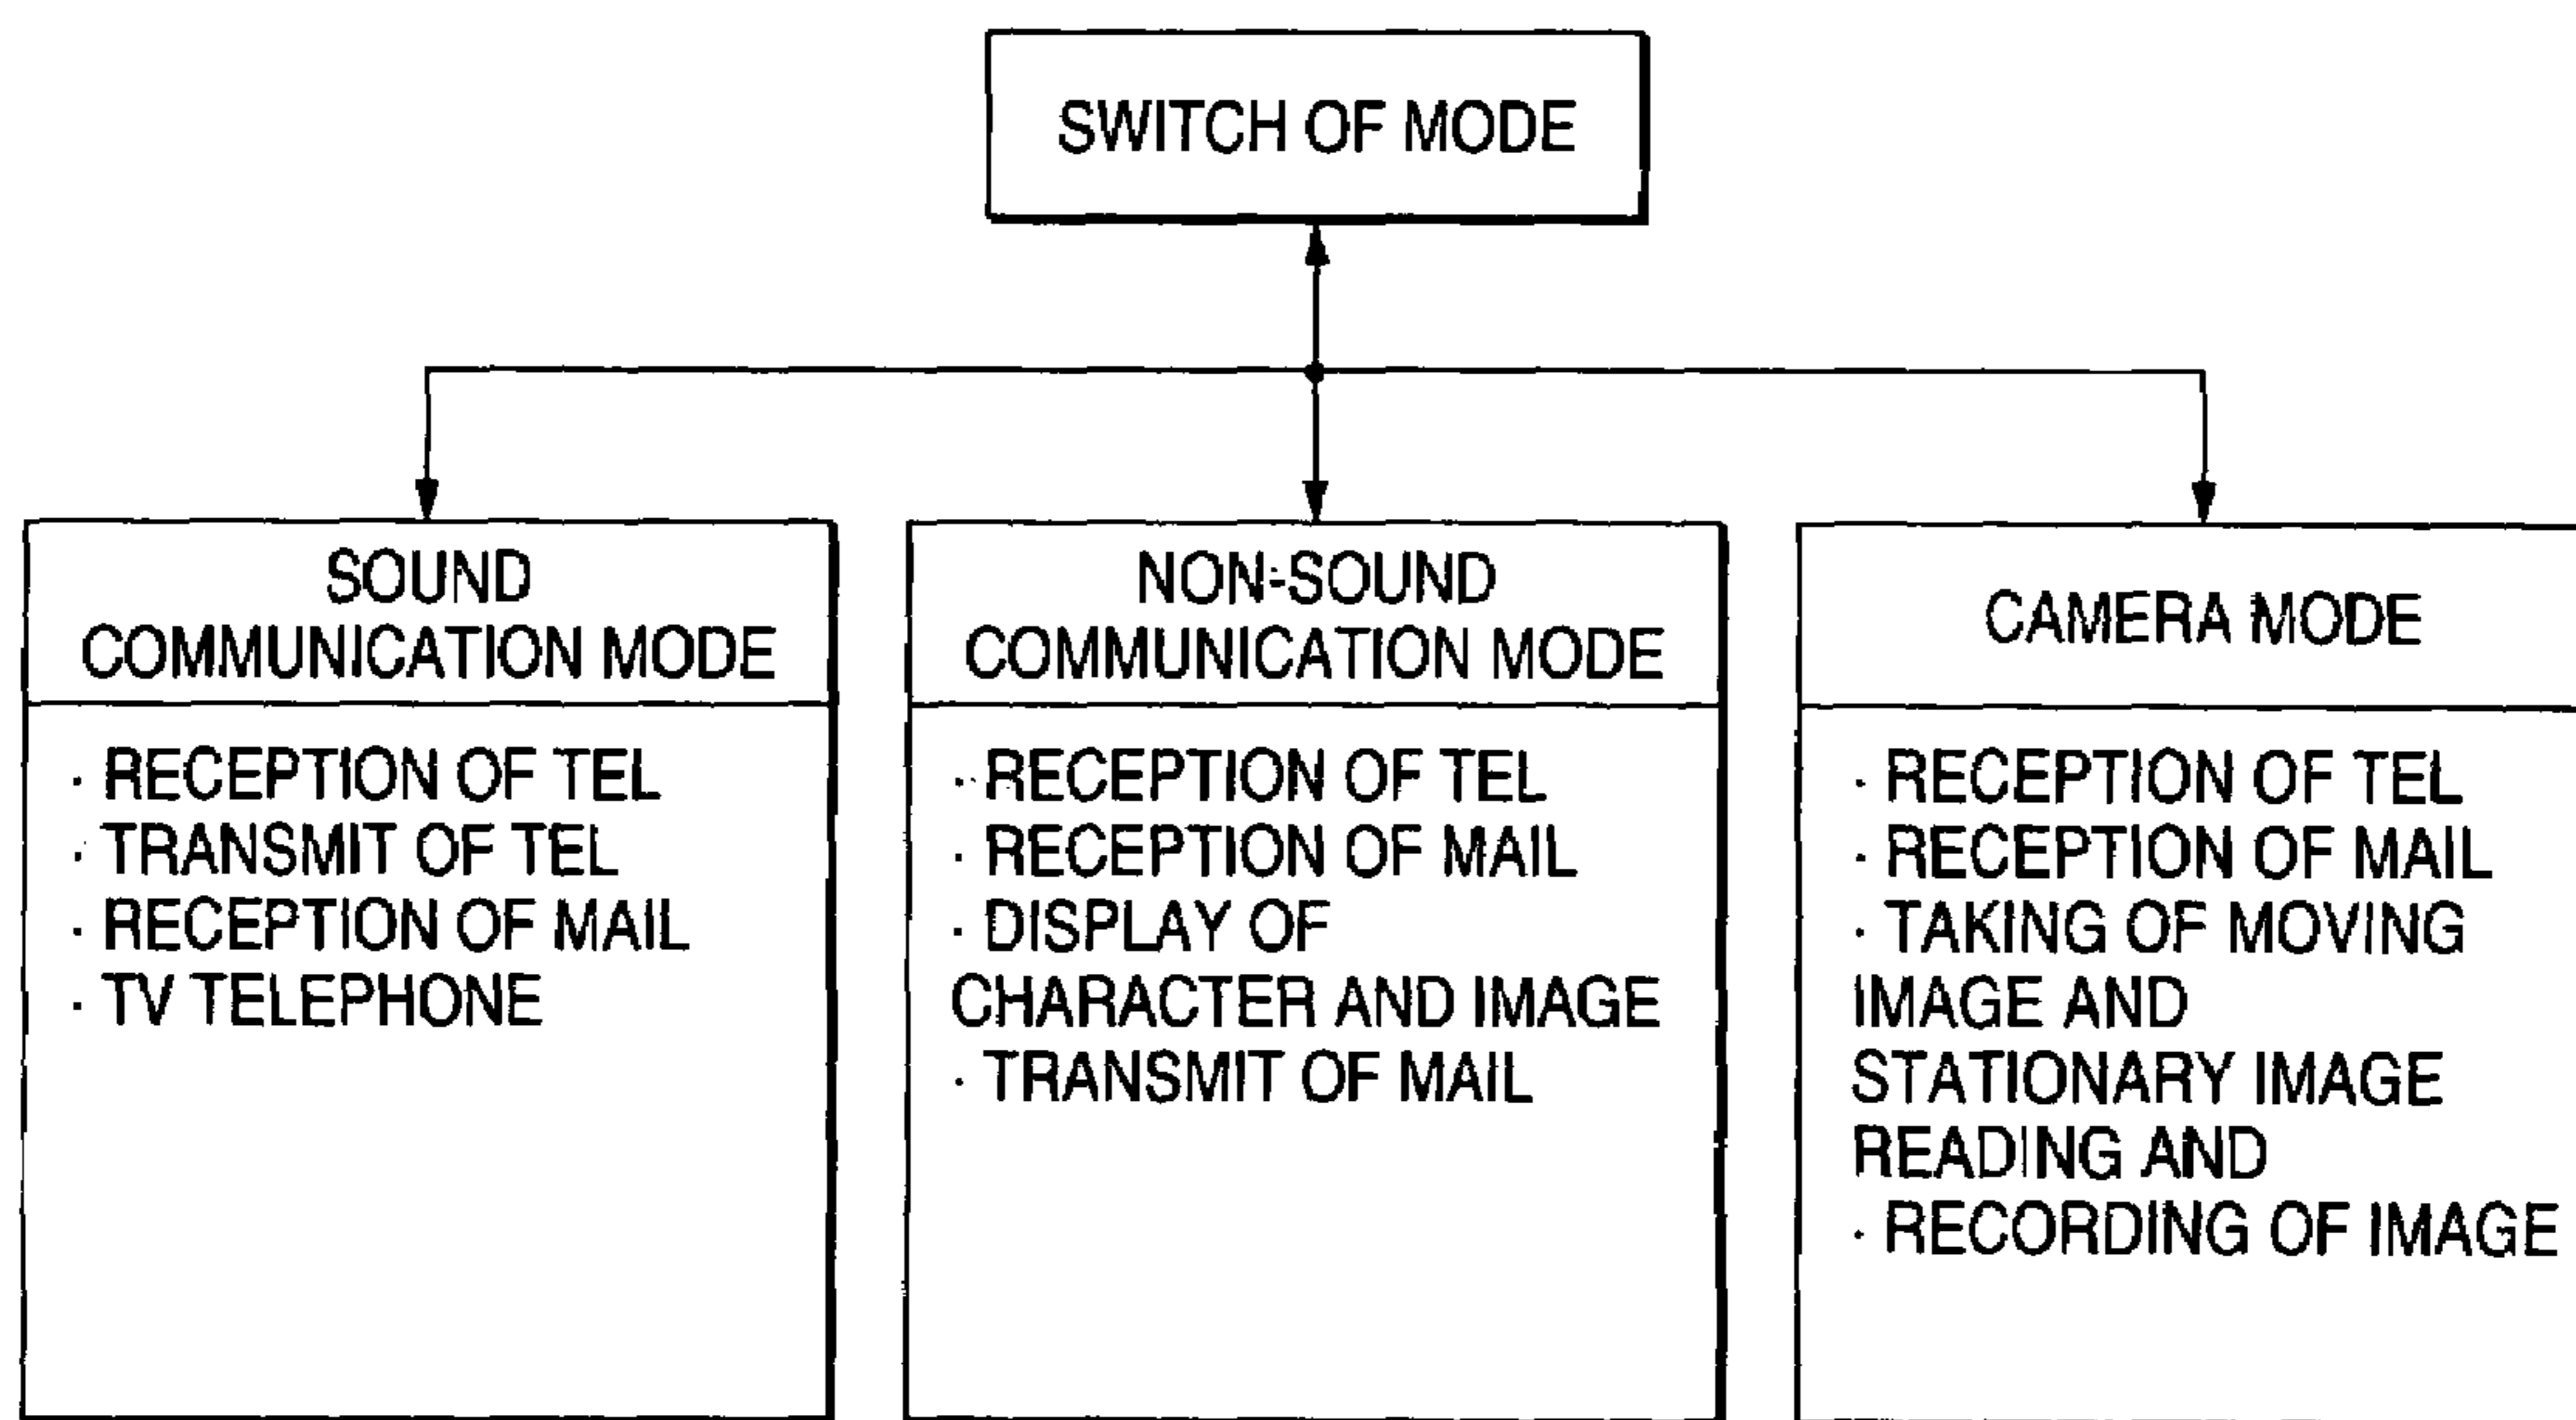 SWITCH OF MODE
SOUND
COMMUNICATION MODE
· RECEPTION OF TEL
· TRANSMIT OF TEL
· RECEPTION OF MAIL
· TV TELEPHONE
NON-SOUND
COMMUNICATION MODE
· RECEPTION OF TEL
· RECEPTION OF MAIL
· DISPLAY OF
CHARACTER AND IMAGE
· TRANSMIT OF MAIL
CAMERA MODE
· RECEPTION OF TEL
· RECEPTION OF MAIL
· TAKING OF MOVING
IMAGE AND
STATIONARY IMAGE
READING AND
· RECORDING OF IMAGE